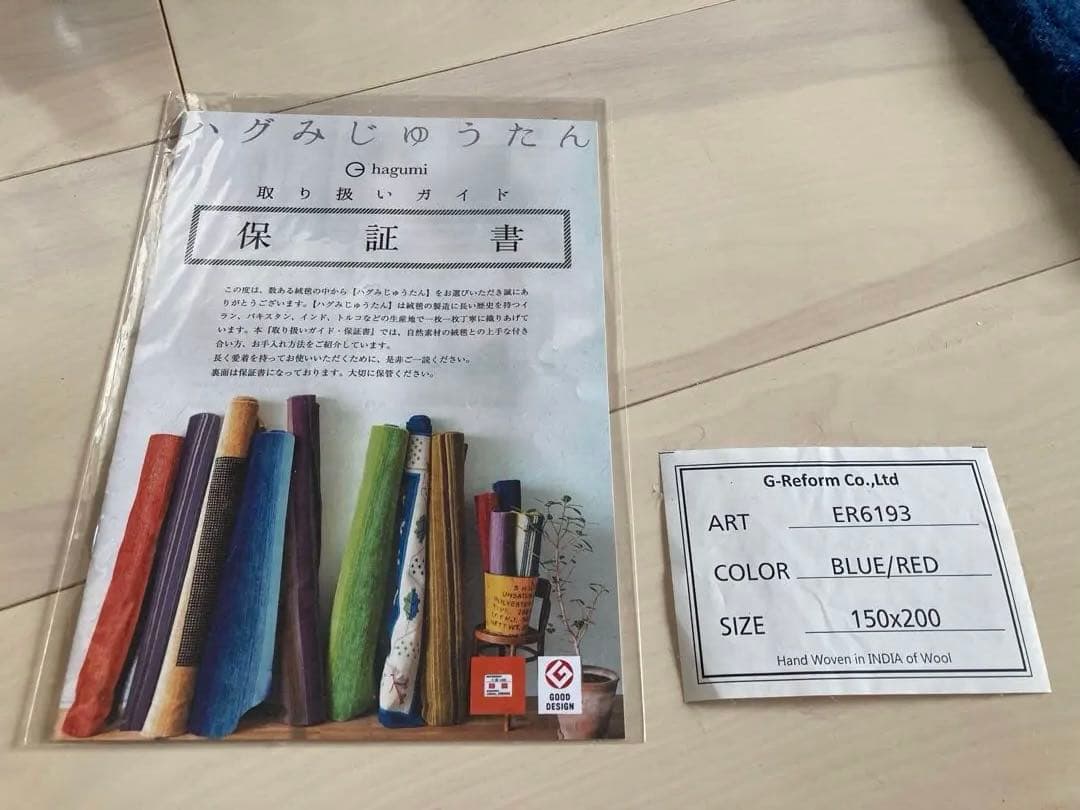 ハグみじゅうたん
hagumi
取り扱いガイド
保証書
この度は、数ある絨毯の中から【ハグみじゅうたん】をお選びいただき誠にあ
りがとうございます。【ハグみじゅうたん】は絨毯の製造に長い歴史を持つイ
ラン、パキスタン、インド、トルコなどの生産地で一枚一枚丁寧に織りあげて
います。本『取り扱いガイド・保証書』では、自然素材の絨毯との上手な付き
合い方、お手入れ方法をご紹介しています。
長く愛着を持ってお使いいただくために、是非ご一読ください。
裏面は保証書になっております。大切に保管ください。
GOOD
DESIGN
G-Reform Co.,Ltd
ART ER6193
COLOR BLUE/RED
SIZE 150x200
Hand Woven in INDIA of Wool